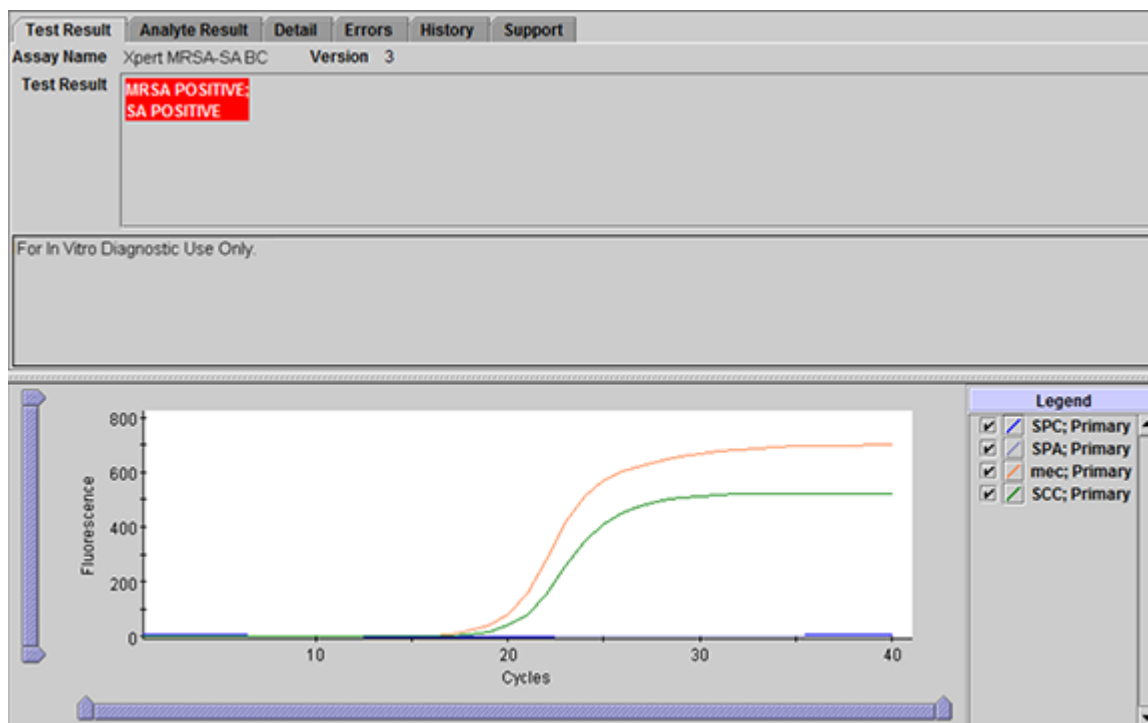 Test Result Analyte Result Detail Errors History Support
Assay Name Xpert MRSA-SA BC Version 3
Test Result
MRSA POSITIVE;
SA POSITIVE
For In Vitro Diagnostic Use Only.
800
600
400
200
0
Fluorescence
10 20 30 40
Cycles
Legend
SPC; Primary
SPA; Primary
mec; Primary
SCC; Primary